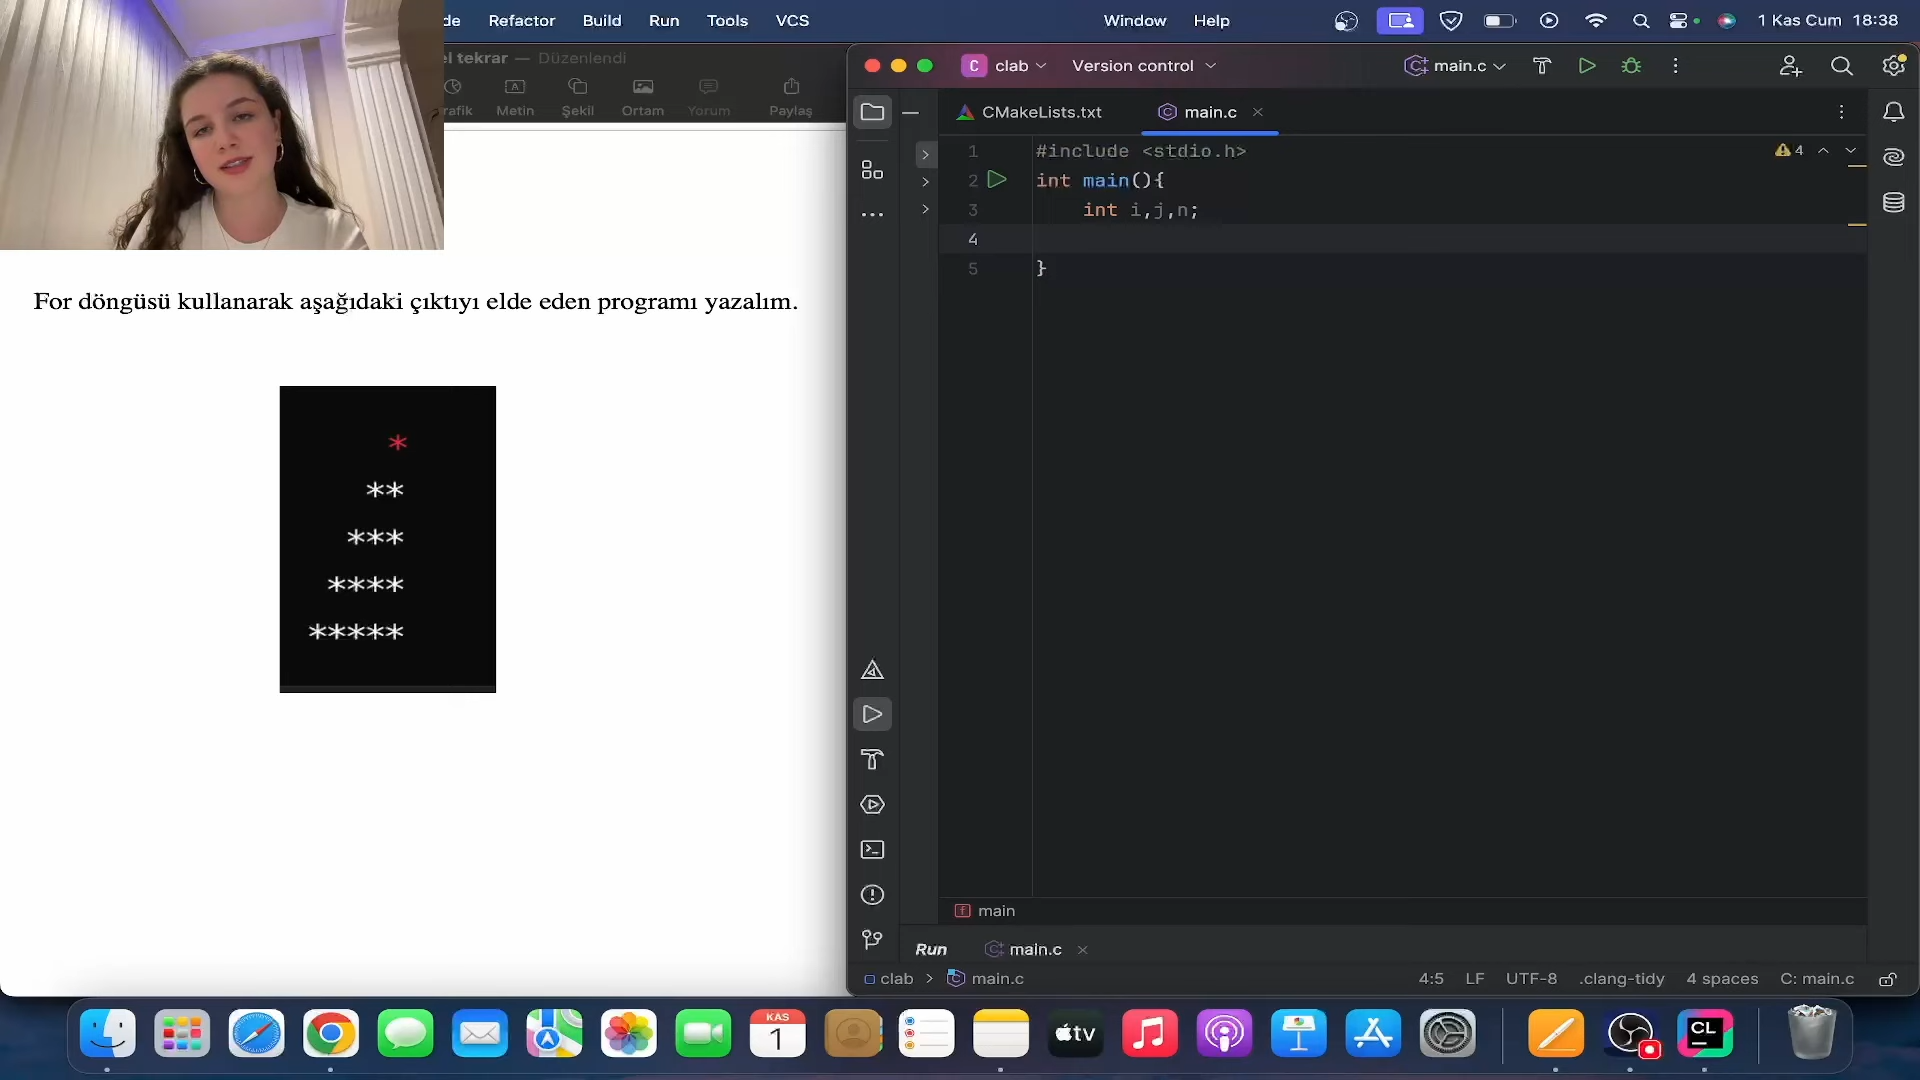 de Refactor Build Run Tools VCS Window Help 1 Kas Cum 18:38
el tekrar — Düzenlendi
afik Metin Şekil Ortam Yorum Paylaş
C clab Version control main.c
CMakeLists.txt main.c
1 #include <stdio.h> 4
2 int main(){
3 int i,j,n;
4
5 }
For döngüsü kullanarak aşağıdaki çıktıyı elde eden programı yazalım.
*
**
***
****
*****
f main
Run main.c
clab > main.c 4:5 LF UTF-8 .clang-tidy 4 spaces C: main.c
KAS
1
tv
CL